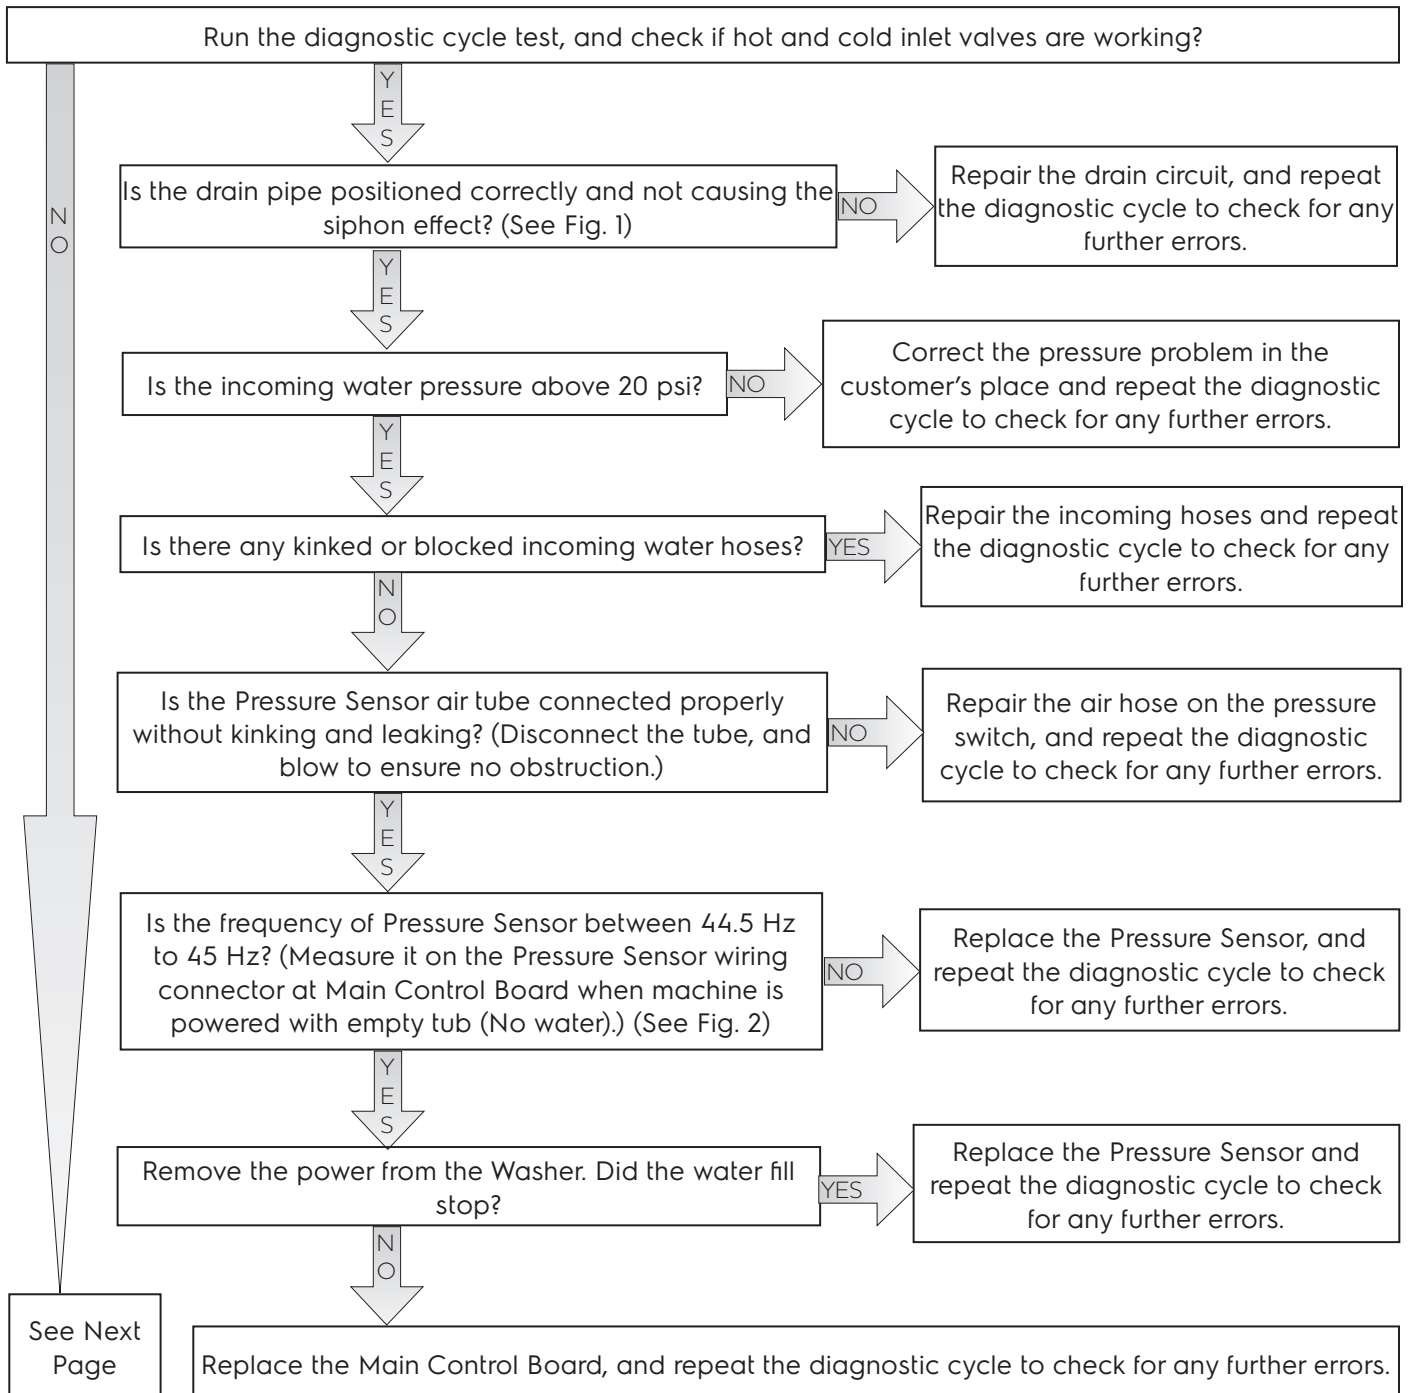 Run the diagnostic cycle test, and check if hot and cold inlet valves are working?
YES
NO
Is the drain pipe positioned correctly and not causing the
siphon effect? (See Fig. 1)
NO
Repair the drain circuit, and repeat
the diagnostic cycle to check for any
further errors.
YES
Is the incoming water pressure above 20 psi?
NO
Correct the pressure problem in the
customer's place and repeat the diagnostic
cycle to check for any further errors.
YES
Is there any kinked or blocked incoming water hoses?
YES
Repair the incoming hoses and repeat
the diagnostic cycle to check for any
further errors.
NO
Is the Pressure Sensor air tube connected properly
without kinking and leaking? (Disconnect the tube, and
blow to ensure no obstruction.)
NO
Repair the air hose on the pressure
switch, and repeat the diagnostic
cycle to check for any further errors.
YES
Is the frequency of Pressure Sensor between 44.5 Hz
to 45 Hz? (Measure it on the Pressure Sensor wiring
connector at Main Control Board when machine is
powered with empty tub (No water).) (See Fig. 2)
NO
Replace the Pressure Sensor, and
repeat the diagnostic cycle to check
for any further errors.
YES
Remove the power from the Washer. Did the water fill
stop?
YES
Replace the Pressure Sensor and
repeat the diagnostic cycle to check
for any further errors.
NO
See Next
Page
Replace the Main Control Board, and repeat the diagnostic cycle to check for any further errors.